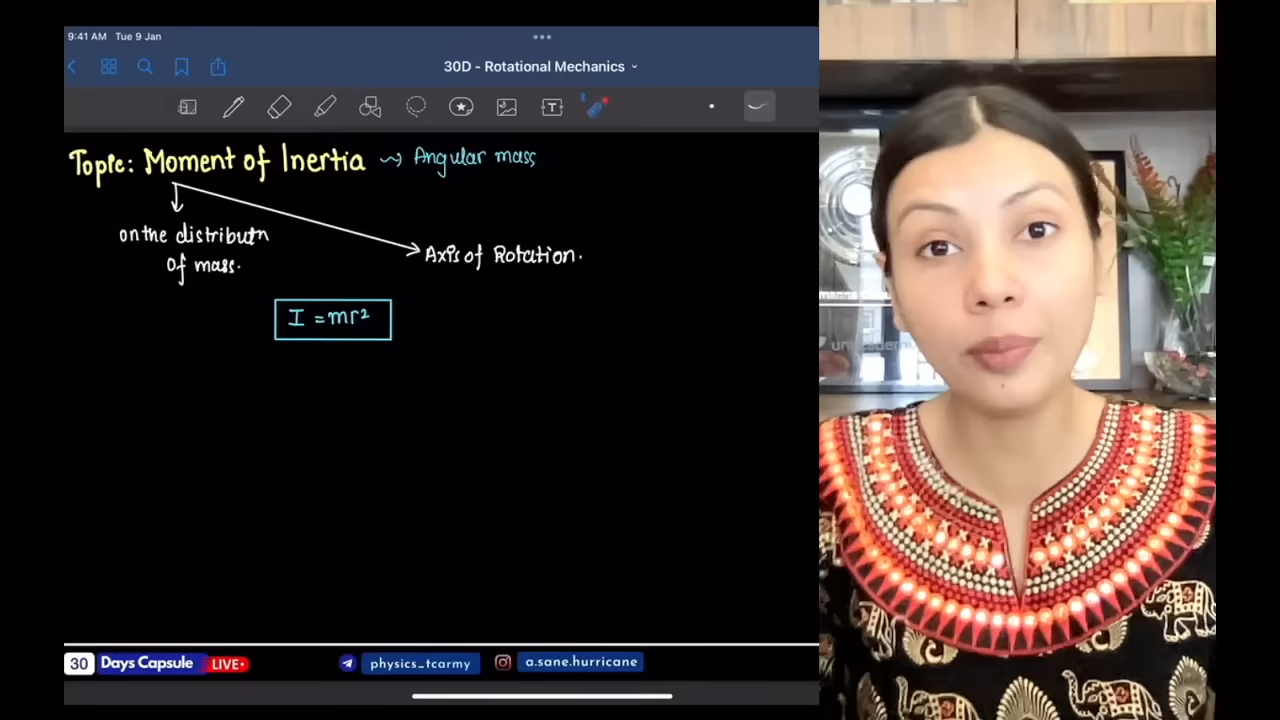 9:41 AM Tue 9 Jan
30D - Rotational Mechanics
T
Topic: Moment of Inertia ⇝ Angular mass
on the distributn
of mass.
Axis of Rotation.
I = mr²
30 Days Capsule LIVE
physics_tcarmy
a.sane.hurricane